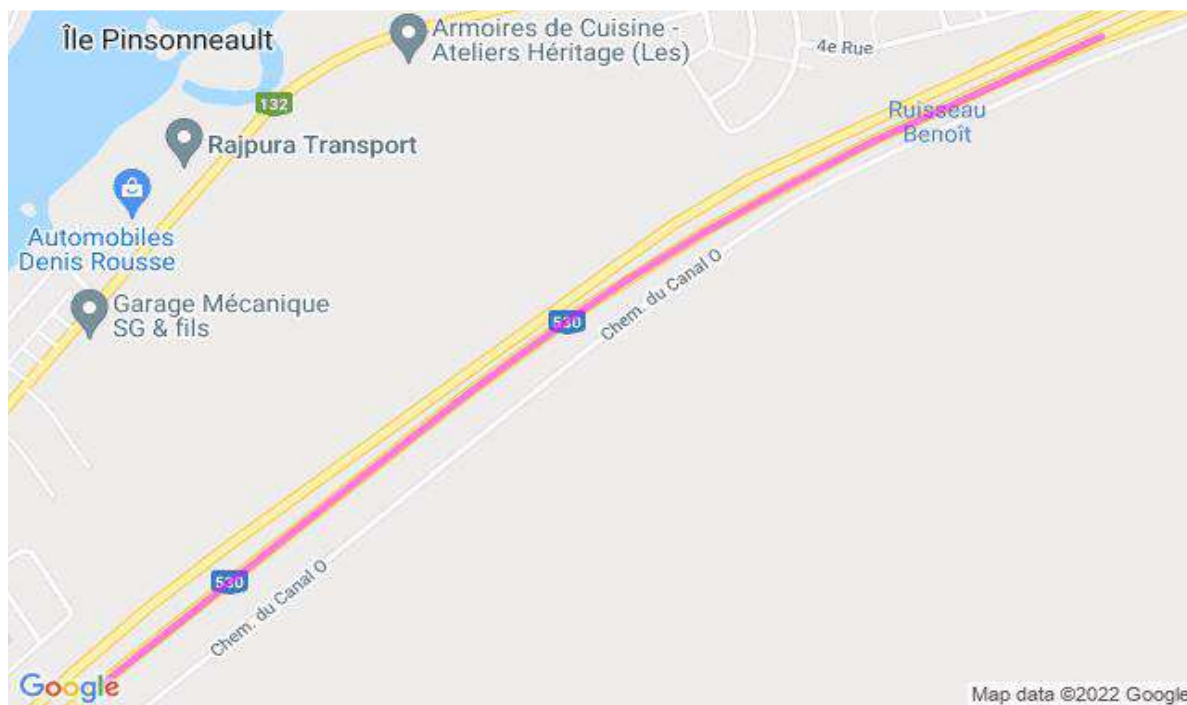 Île Pinsonneault
Armoires de Cuisine -
Ateliers Héritage (Les)
4e Rue
132
Ruisseau
Benoît
Rajpura Transport
Automobiles
Denis Rousse
Chem. du Canal O
Garage Mécanique
SG & fils
530
530
Chem. du Canal O
Google
Map data ©2022 Google